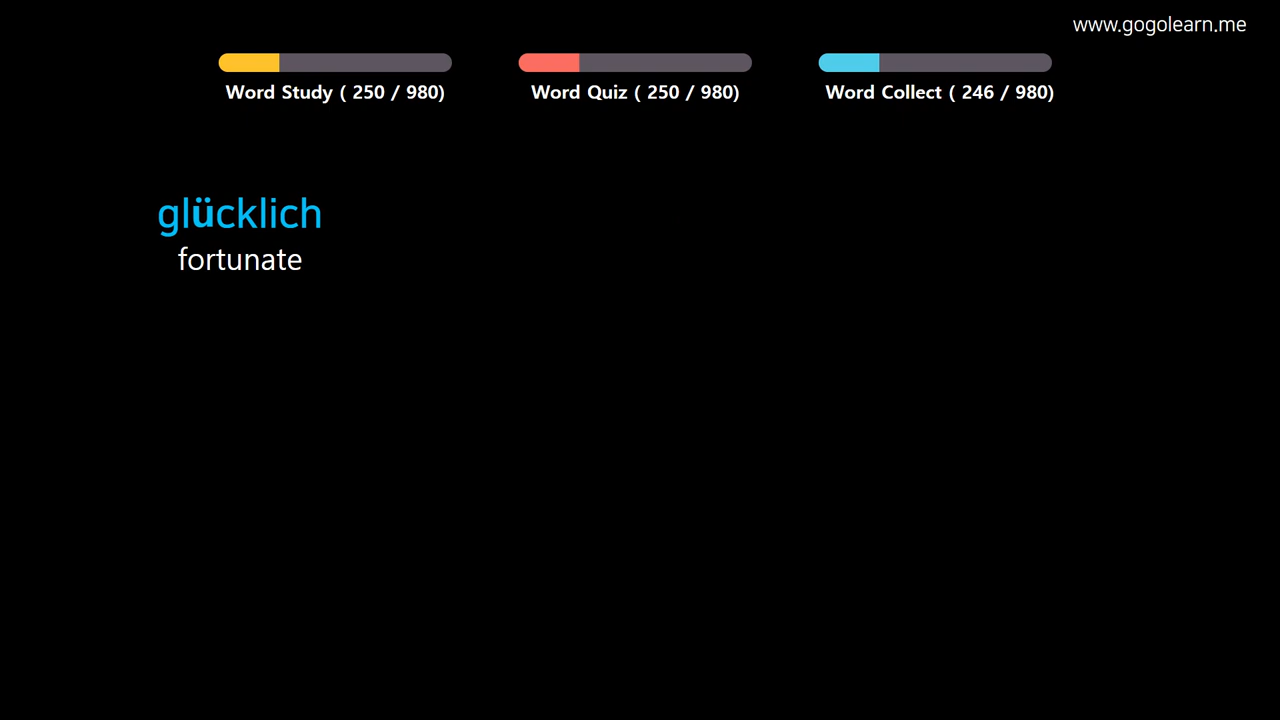 www.gogolearn.me
Word Study ( 250 / 980)
Word Quiz ( 250 / 980)
Word Collect ( 246 / 980)
glücklich
fortunate